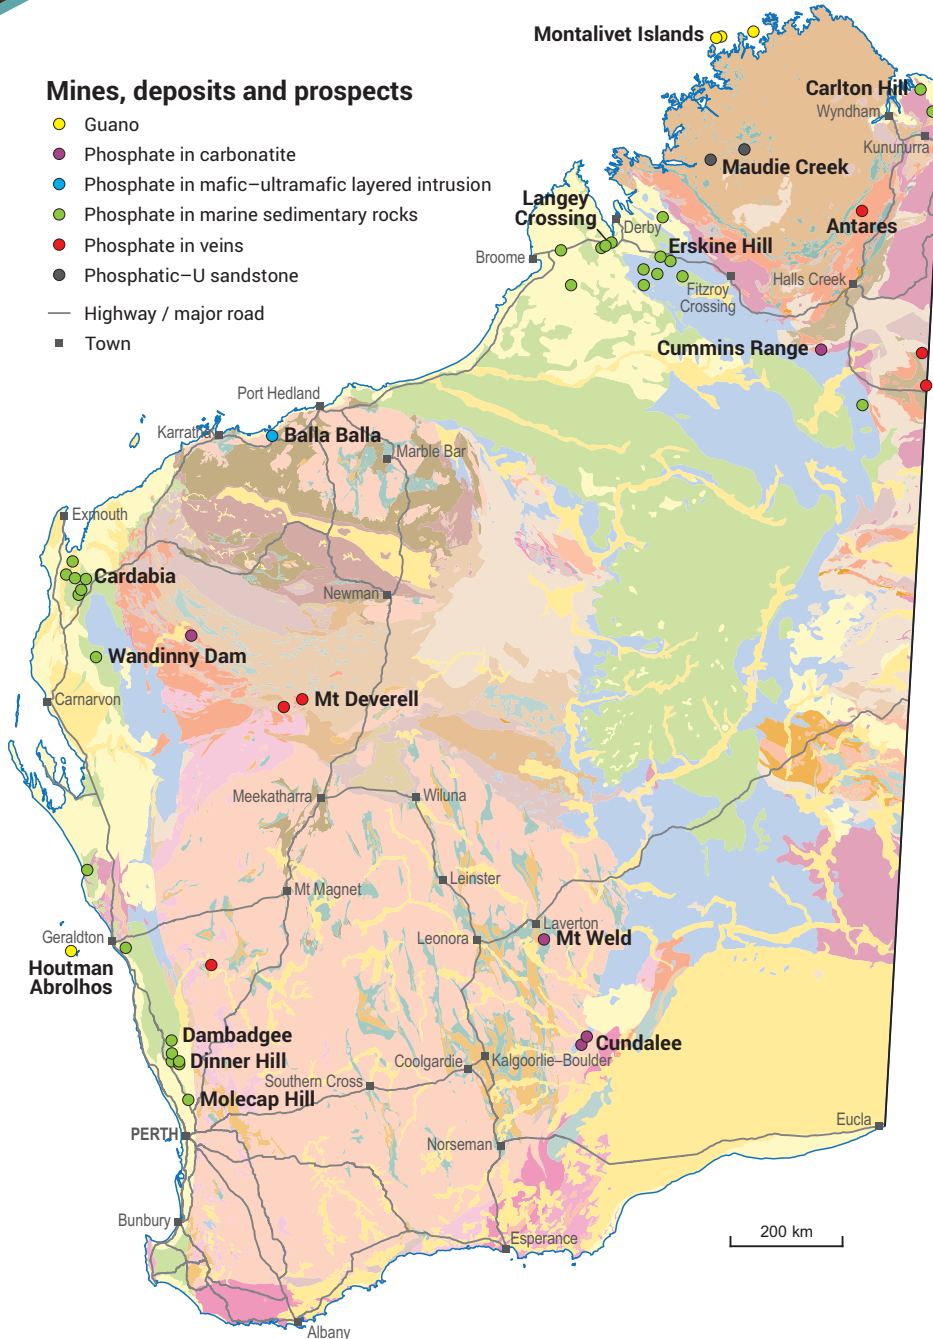 Montalivet Islands
Mines, deposits and prospects
Guano
Phosphate in carbonatite
Phosphate in mafic–ultramafic layered intrusion
Phosphate in marine sedimentary rocks
Phosphate in veins
Phosphatic–U sandstone
Highway / major road
Town
Carlton Hill
Wyndham
Kununurra
Maudie Creek
Langey
Crossing
Derby
Antares
Broome
Erskine Hill
Fitzroy
Crossing
Halls Creek
Cummins Range
Port Hedland
Karratha
Balla Balla
Marble Bar
Exmouth
Cardabia
Newman
Wandinny Dam
Carnarvon
Mt Deverell
Meekatharra
Wiluna
Leinster
Mt Magnet
Laverton
Geraldton
Leonora
Mt Weld
Houtman
Abrolhos
Dambadgee
Dinner Hill
Cundalee
Coolgardie
Kalgoorlie–Boulder
Southern Cross
Molecap Hill
PERTH
Norseman
Eucla
Bunbury
Esperance
200 km
Albany